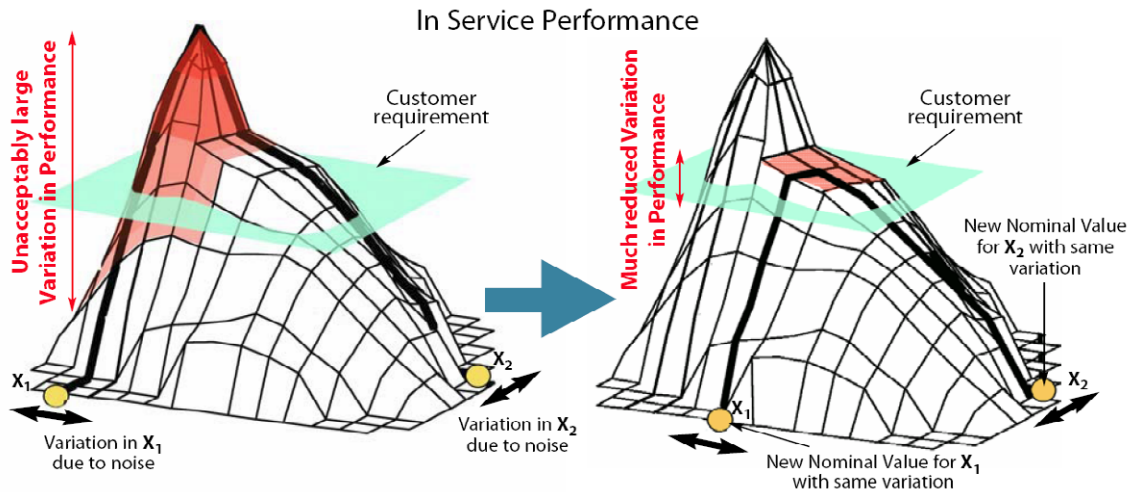 In Service Performance
Unacceptably large
Variation in Performance
Customer
requirement
X1
X2
Variation in X1
due to noise
Variation in X2
due to noise
Much reduced Variation
in Performance
Customer
requirement
New Nominal Value
for X2 with same
variation
X1
X2
New Nominal Value for X1
with same variation